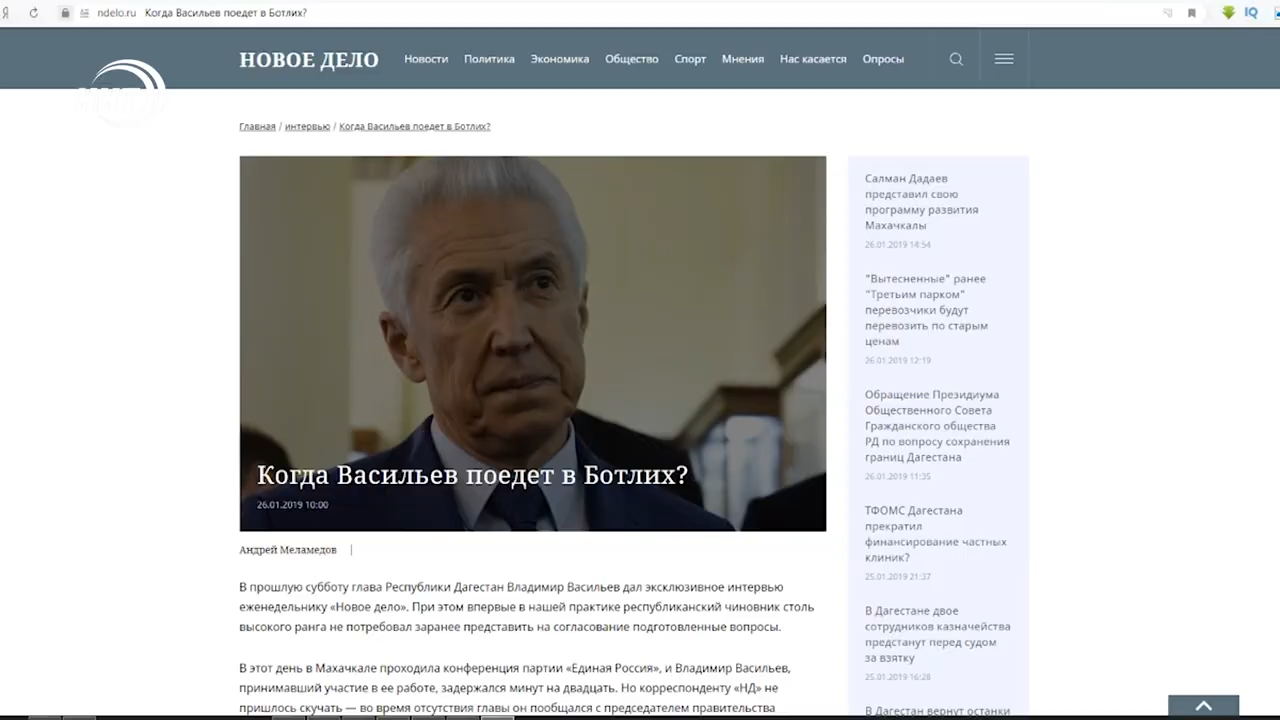 Я
ndelo.ru Когда Васильев поедет в Ботлих?
IQ
НОВОЕ ДЕЛО
Новости Политика Экономика Общество Спорт Мнения Нас касается Опросы
Главная / интервью / Когда Васильев поедет в Ботлих?
Когда Васильев поедет в Ботлих?
26.01.2019 10:00
Андрей Меламедов |
В прошлую субботу глава Республики Дагестан Владимир Васильев дал эксклюзивное интервью
еженедельнику «Новое дело». При этом впервые в нашей практике республиканский чиновник столь
высокого ранга не потребовал заранее представить на согласование подготовленные вопросы.
В этот день в Махачкале проходила конференция партии «Единая Россия», и Владимир Васильев,
принимавший участие в ее работе, задержался минут на двадцать. Но корреспонденту «НД» не
пришлось скучать — во время отсутствия главы он пообщался с председателем правительства
Салман Дадаев
представил свою
программу развития
Махачкалы
26.01.2019 14:54
"Вытесненные" ранее
"Третьим парком"
перевозчики будут
перевозить по старым
ценам
26.01.2019 12:19
Обращение Президиума
Общественного Совета
Гражданского общества
РД по вопросу сохранения
границ Дагестана
26.01.2019 11:35
ТФОМС Дагестана
прекратил
финансирование частных
клиник?
25.01.2019 21:37
В Дагестане двое
сотрудников казначейства
предстанут перед судом
за взятку
25.01.2019 16:28
В Дагестан вернут останки